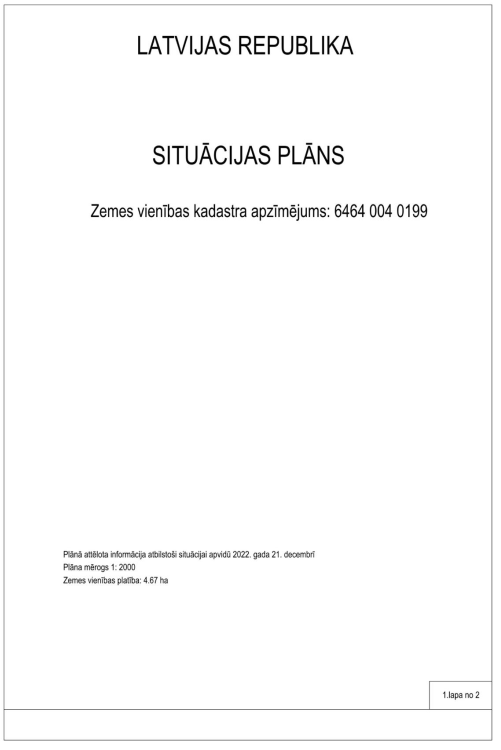 LATVIJAS REPUBLIKA
SITUĀCIJAS PLĀNS
Zemes vienības kadastra apzīmējums: 6464 004 0199
Plānā attēlota informācija atbilstoši situācijai apvidū 2022. gada 21. decembrī
Plāna mērogs 1: 2000
Zemes vienības platība: 4.67 ha
1.lapa no 2